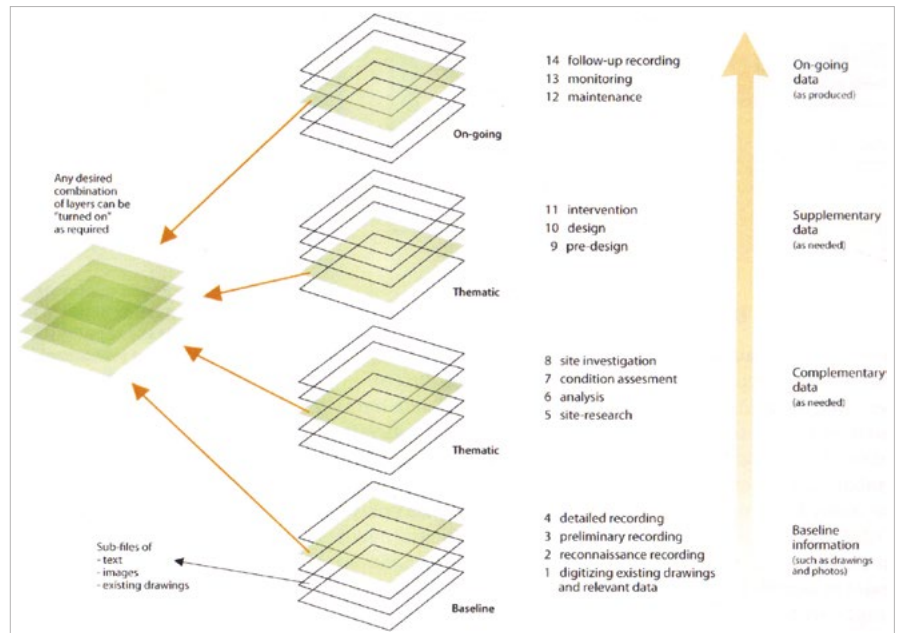 14 follow-up recording
13 monitoring
12 maintenance
On-going
data
(as produced)
On-going
Any desired
combination
of layers can be
"turned on"
as required
11 intervention
10 design
9 pre-design
Supplementary
data
(as needed)
Thematic
8 site investigation
7 condition assesment
6 analysis
5 site-research
Complementary
data
(as needed)
Thematic
4 detailed recording
3 preliminary recording
2 reconnaissance recording
1 digitizing existing drawings
and relevant data
Baseline
information
(such as drawings
and photos)
Sub-files of
- text
- images
- existing drawings
Baseline